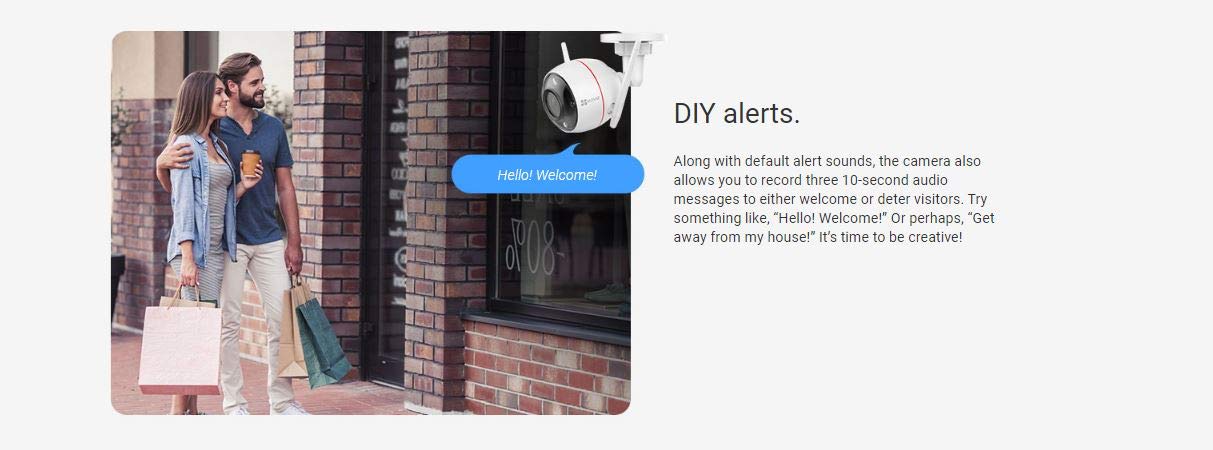 Hello! Welcome!
-80%
DIY alerts.
Along with default alert sounds, the camera also
allows you to record three 10-second audio
messages to either welcome or deter visitors. Try
something like, “Hello! Welcome!” Or perhaps, “Get
away from my house!” It’s time to be creative!